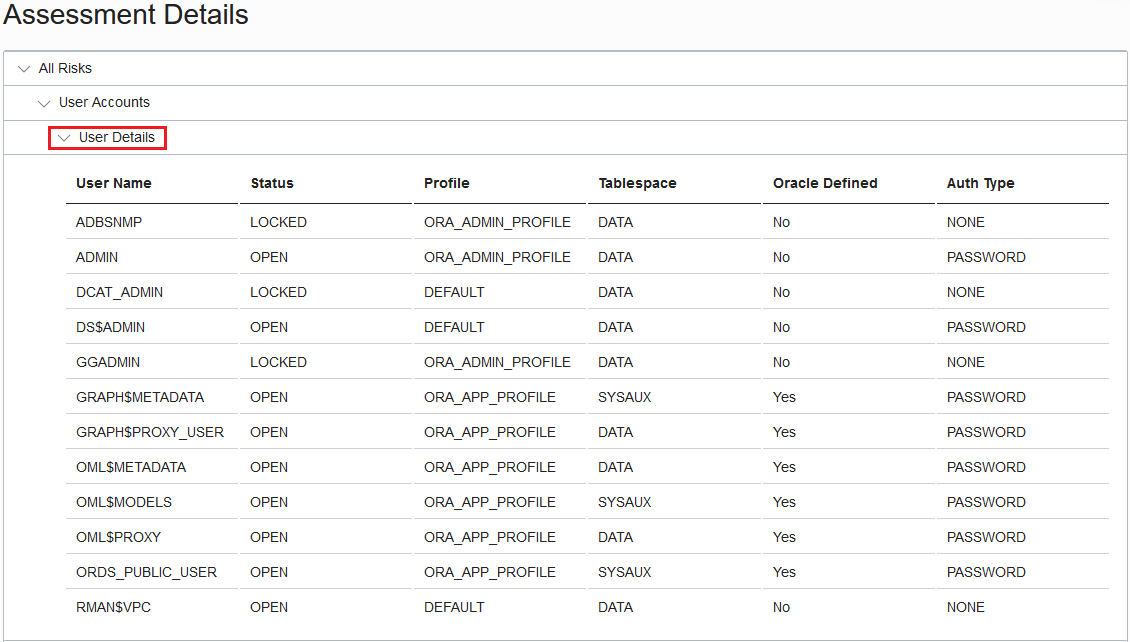 Assessment Details
All Risks
User Accounts
User Details
User Name Status Profile Tablespace Oracle Defined Auth Type
ADBSNMP LOCKED ORA_ADMIN_PROFILE DATA No NONE
ADMIN OPEN ORA_ADMIN_PROFILE DATA No PASSWORD
DCAT_ADMIN LOCKED DEFAULT DATA No NONE
DS$ADMIN OPEN DEFAULT DATA No PASSWORD
GGADMIN LOCKED ORA_ADMIN_PROFILE DATA No NONE
GRAPH$METADATA OPEN ORA_APP_PROFILE SYSAUX Yes PASSWORD
GRAPH$PROXY_USER OPEN ORA_APP_PROFILE DATA Yes PASSWORD
OML$METADATA OPEN ORA_APP_PROFILE DATA Yes PASSWORD
OML$MODELS OPEN ORA_APP_PROFILE SYSAUX Yes PASSWORD
OML$PROXY OPEN ORA_APP_PROFILE DATA Yes PASSWORD
ORDS_PUBLIC_USER OPEN ORA_APP_PROFILE SYSAUX Yes PASSWORD
RMAN$VPC OPEN DEFAULT DATA No NONE